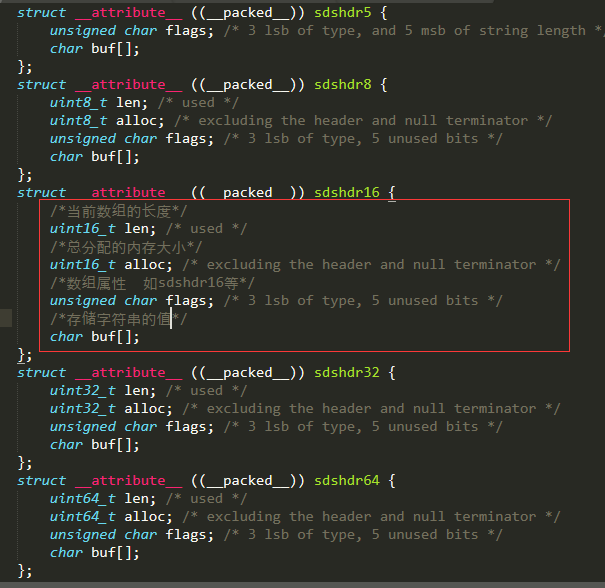 struct __attribute__ ((__packed__)) sdshdr5 {
unsigned char flags; /* 3 lsb of type, and 5 msb of string length *
char buf[];
};
struct __attribute__ ((__packed__)) sdshdr8 {
uint8_t len; /* used */
uint8_t alloc; /* excluding the header and null terminator */
unsigned char flags; /* 3 lsb of type, 5 unused bits */
char buf[];
};
struct __attribute__ ((__packed__)) sdshdr16 {
/*当前数组的长度*/
uint16_t len; /* used */
/*总分配的内存大小*/
uint16_t alloc; /* excluding the header and null terminator */
/*数组属性  如sdshdr16等*/
unsigned char flags; /* 3 lsb of type, 5 unused bits */
/*存储字符串的值*/
char buf[];
};
struct __attribute__ ((__packed__)) sdshdr32 {
uint32_t len; /* used */
uint32_t alloc; /* excluding the header and null terminator */
unsigned char flags; /* 3 lsb of type, 5 unused bits */
char buf[];
};
struct __attribute__ ((__packed__)) sdshdr64 {
uint64_t len; /* used */
uint64_t alloc; /* excluding the header and null terminator */
unsigned char flags; /* 3 lsb of type, 5 unused bits */
char buf[];
};